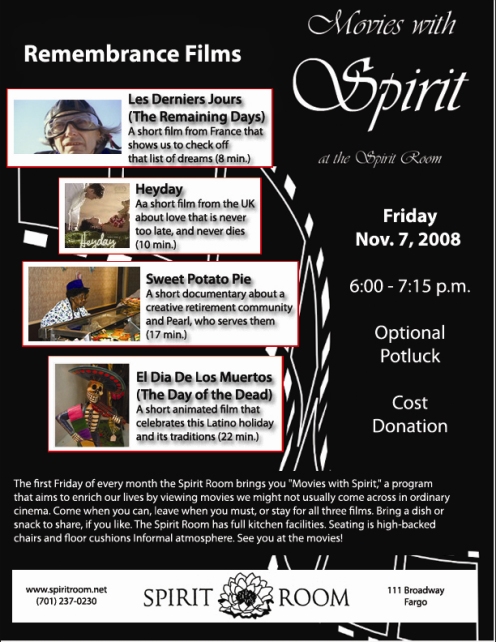 Movies with
Spirit
at the Spirit Room
Remembrance Films
Les Derniers Jours
(The Remaining Days)
A short film from France that
shows us to check off
that list of dreams (8 min.)
Heyday
Heyday
Aa short film from the UK
about love that is never
too late, and never dies
(10 min.)
Sweet Potato Pie
A short documentary about a
creative retirement community
and Pearl, who serves them
(17 min.)
El Dia De Los Muertos
(The Day of the Dead)
A short animated film that
celebrates this Latino holiday
and its traditions (22 min.)
Friday
Nov. 7, 2008
6:00 - 7:15 p.m.
Optional
Potluck
Cost
Donation
The first Friday of every month the Spirit Room brings you "Movies with Spirit," a program
that aims to enrich our lives by viewing movies we might not usually come across in ordinary
cinema. Come when you can, leave when you must, or stay for all three films. Bring a dish or
snack to share, if you like. The Spirit Room has full kitchen facilities. Seating is high-backed
chairs and floor cushions Informal atmosphere. See you at the movies!
www.spiritroom.net
(701) 237-0230
SPIRIT ROOM
111 Broadway
Fargo